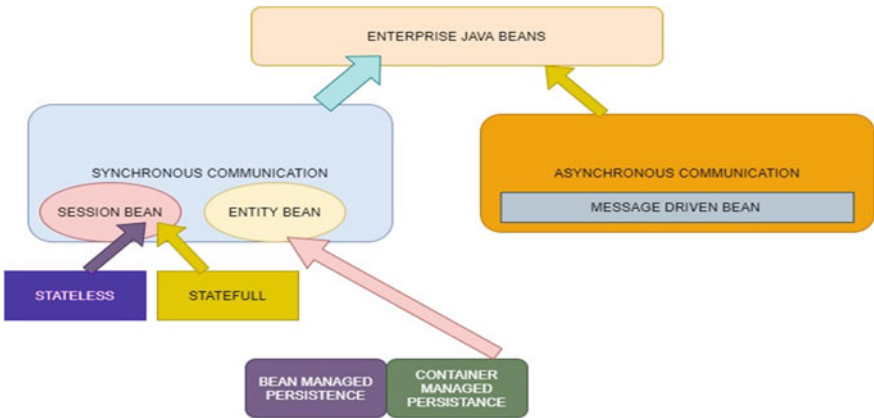 ENTERPRISE JAVA BEANS
SYNCHRONOUS COMMUNICATION
ASYNCHRONOUS COMMUNICATION
SESSION BEAN
ENTITY BEAN
MESSAGE DRIVEN BEAN
STATELESS
STATEFULL
BEAN MANAGED
PERSISTENCE
CONTAINER
MANAGED
PERSISTANCE